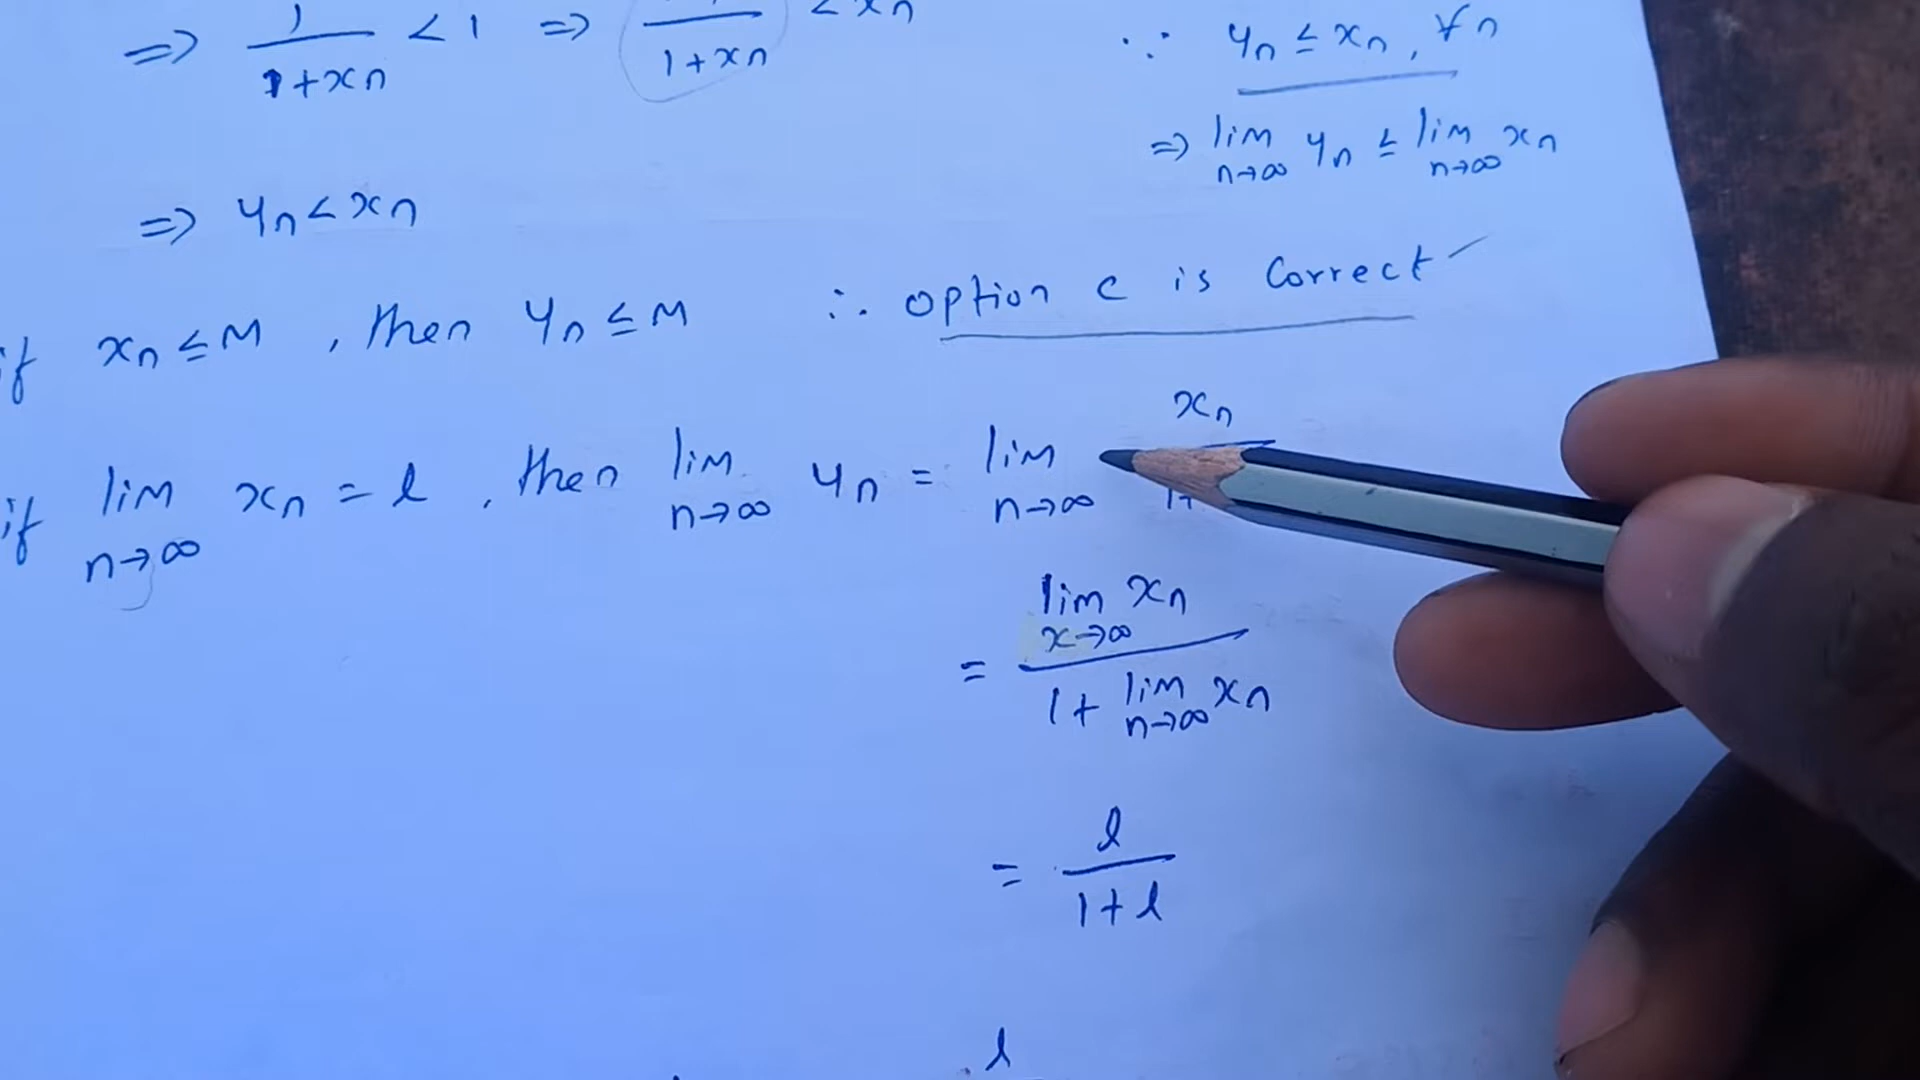 => 1/(1+xn) < 1 => /(1+xn) < xn
∵ yn ≤ xn, ∀n
=> lim n→∞ yn ≤ lim n→∞ xn
=> yn < xn
if xn ≤ M, then yn ≤ M
∴ option c is correct
if lim n→∞ xn = l, then lim n→∞ yn = lim n→∞ xn/1+
= lim x→∞ xn / 1 + lim n→∞ xn
= l / 1+l
l